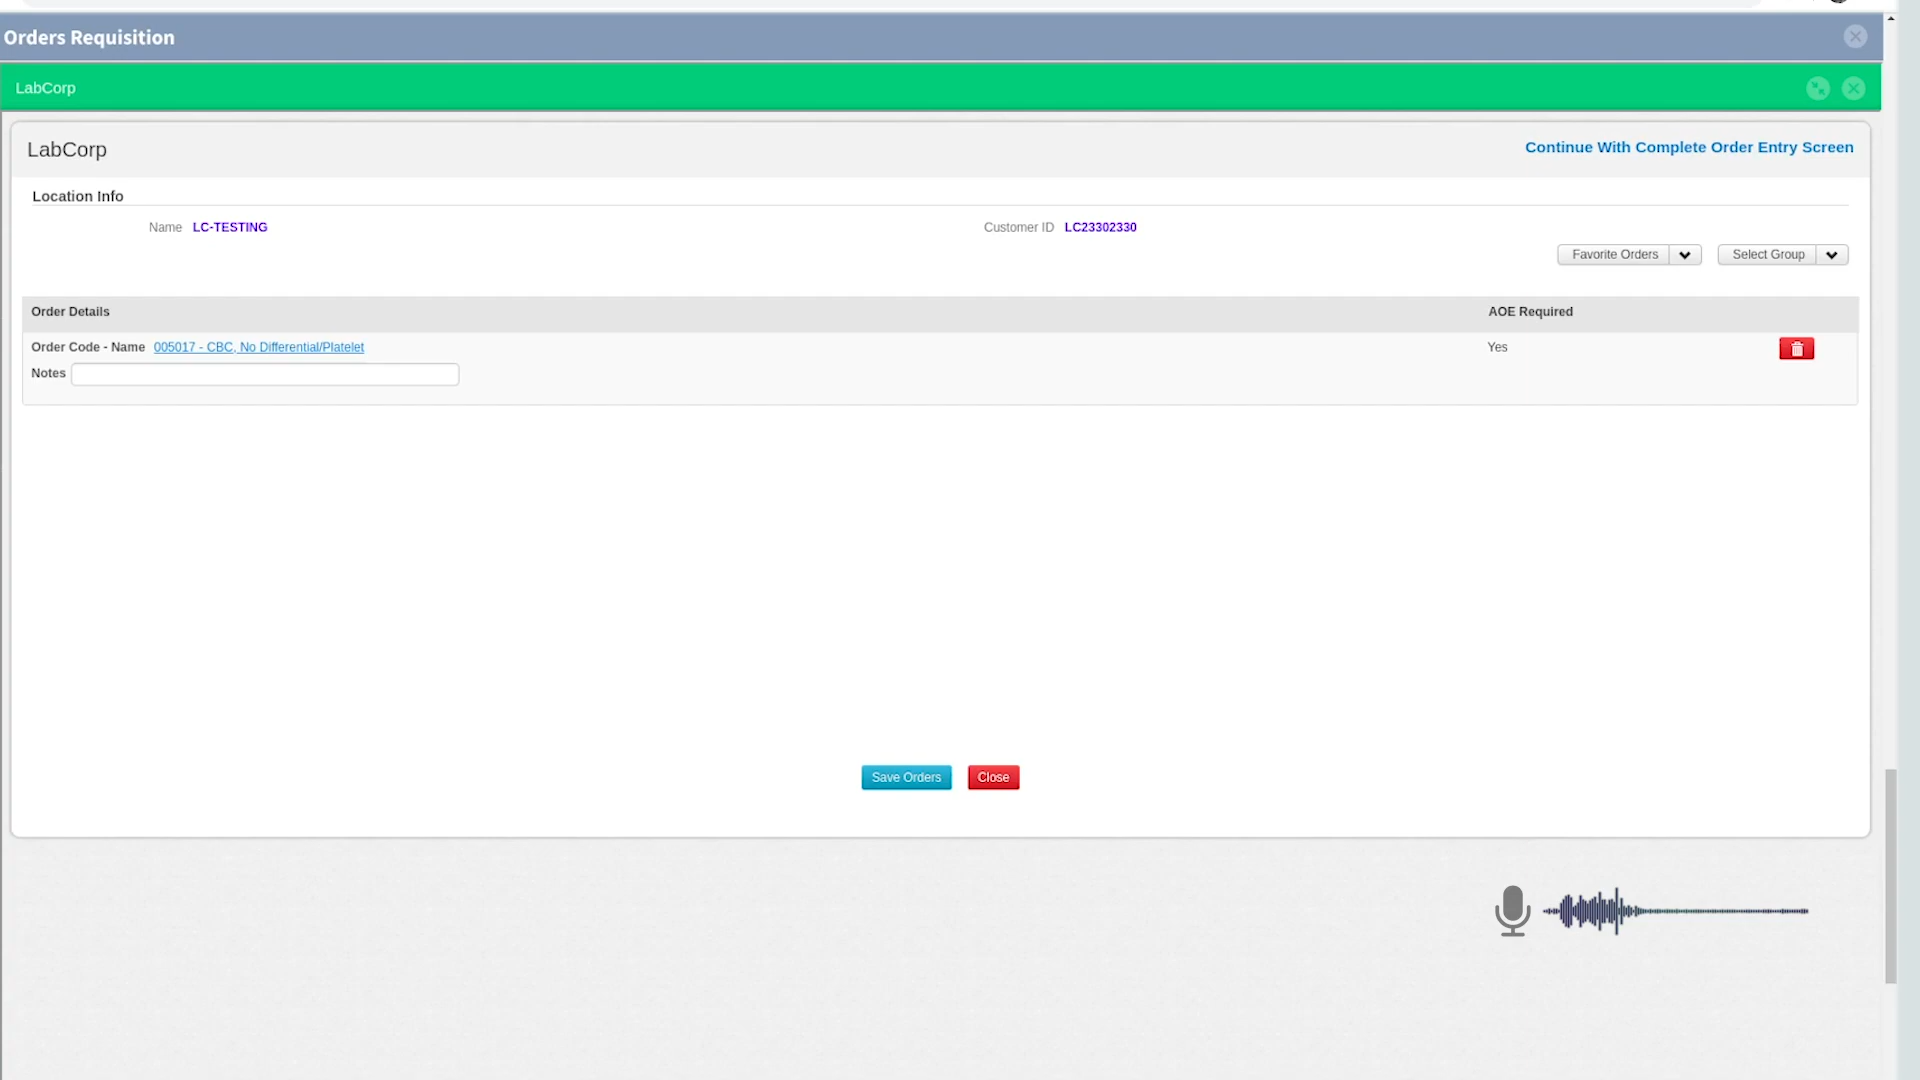 Orders Requisition
LabCorp
LabCorp
Continue With Complete Order Entry Screen
Location Info
Name LC-TESTING
Customer ID LC23302330
Favorite Orders
Select Group
Order Details
AOE Required
Order Code - Name 005017 - CBC, No Differential/Platelet
Yes
Notes
Save Orders
Close